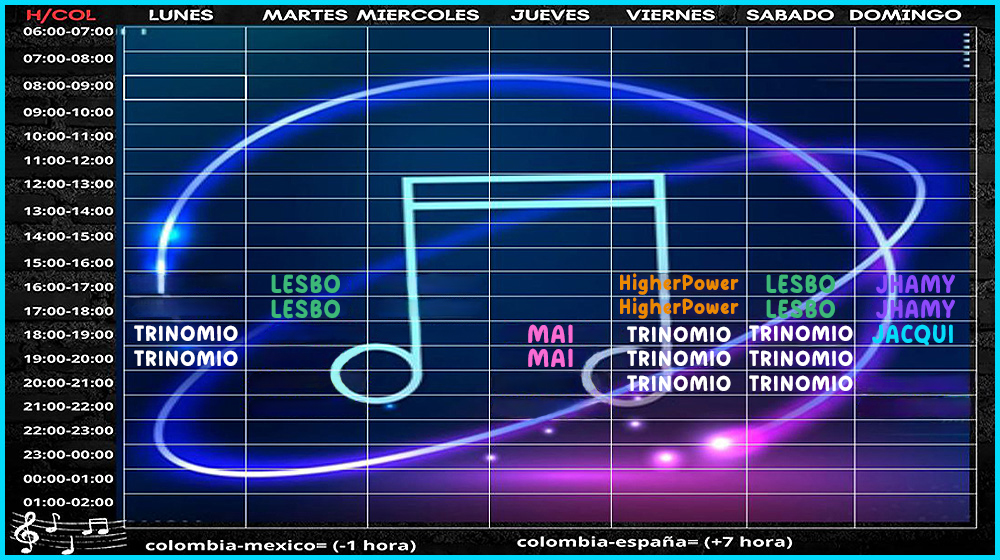 H/COL LUNES MARTES MIERCOLES JUEVES VIERNES SABADO DOMINGO
06:00-07:00
07:00-08:00
08:00-09:00
09:00-10:00
10:00-11:00
11:00-12:00
12:00-13:00
13:00-14:00
14:00-15:00
15:00-16:00
16:00-17:00 LESBO HigherPower LESBO JHAMY
17:00-18:00 LESBO HigherPower LESBO JHAMY
18:00-19:00 TRINOMIO MAI TRINOMIO TRINOMIO JACQUI
19:00-20:00 TRINOMIO MAI TRINOMIO TRINOMIO
20:00-21:00 TRINOMIO TRINOMIO
21:00-22:00
22:00-23:00
23:00-00:00
00:00-01:00
01:00-02:00
colombia-mexico= (-1 hora) colombia-españa= (+7 hora)